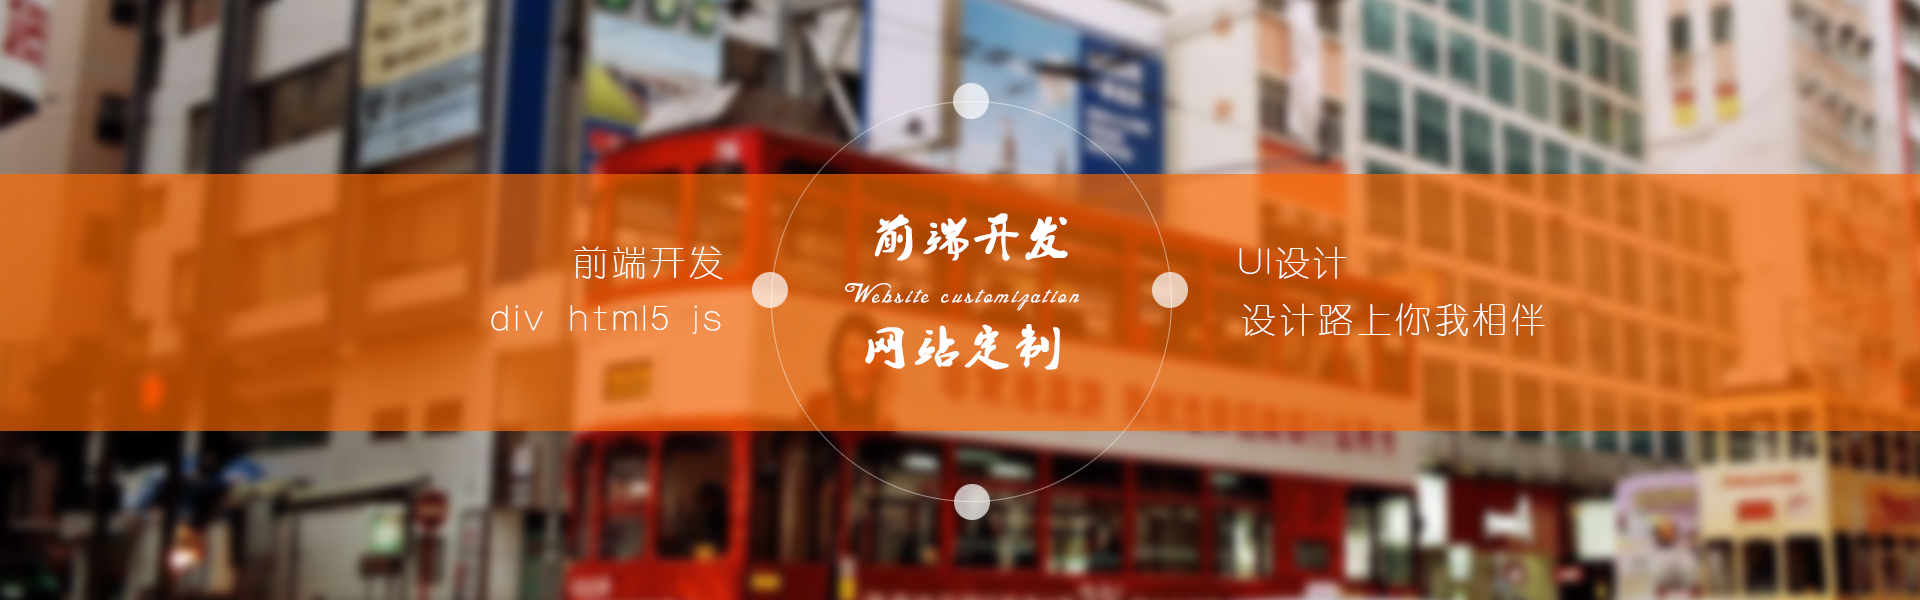 前端开发
div html5 js
前端开发
Website customization
网站定制
UI设计
设计路上你我相伴